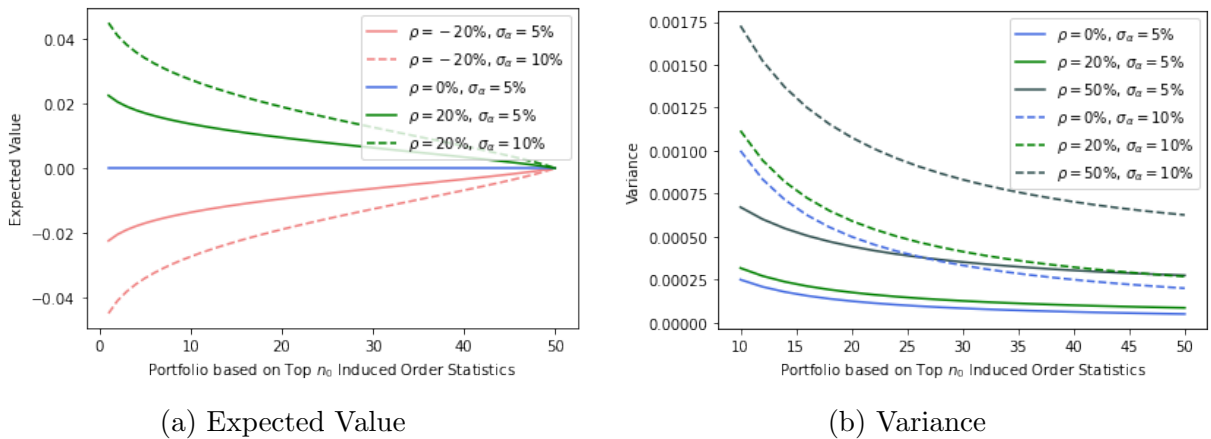 0.04
0.02
0.00
−0.02
−0.04
Expected Value
ρ = −20%, σα = 5%
ρ = −20%, σα = 10%
ρ = 0%, σα = 5%
ρ = 20%, σα = 5%
ρ = 20%, σα = 10%
0 10 20 30 40 50
Portfolio based on Top n₀ Induced Order Statistics
(a) Expected Value
0.00175
0.00150
0.00125
0.00100
0.00075
0.00050
0.00025
0.00000
Variance
ρ = 0%, σα = 5%
ρ = 20%, σα = 5%
ρ = 50%, σα = 5%
ρ = 0%, σα = 10%
ρ = 20%, σα = 10%
ρ = 50%, σα = 10%
10 15 20 25 30 35 40 45 50
Portfolio based on Top n₀ Induced Order Statistics
(b) Variance